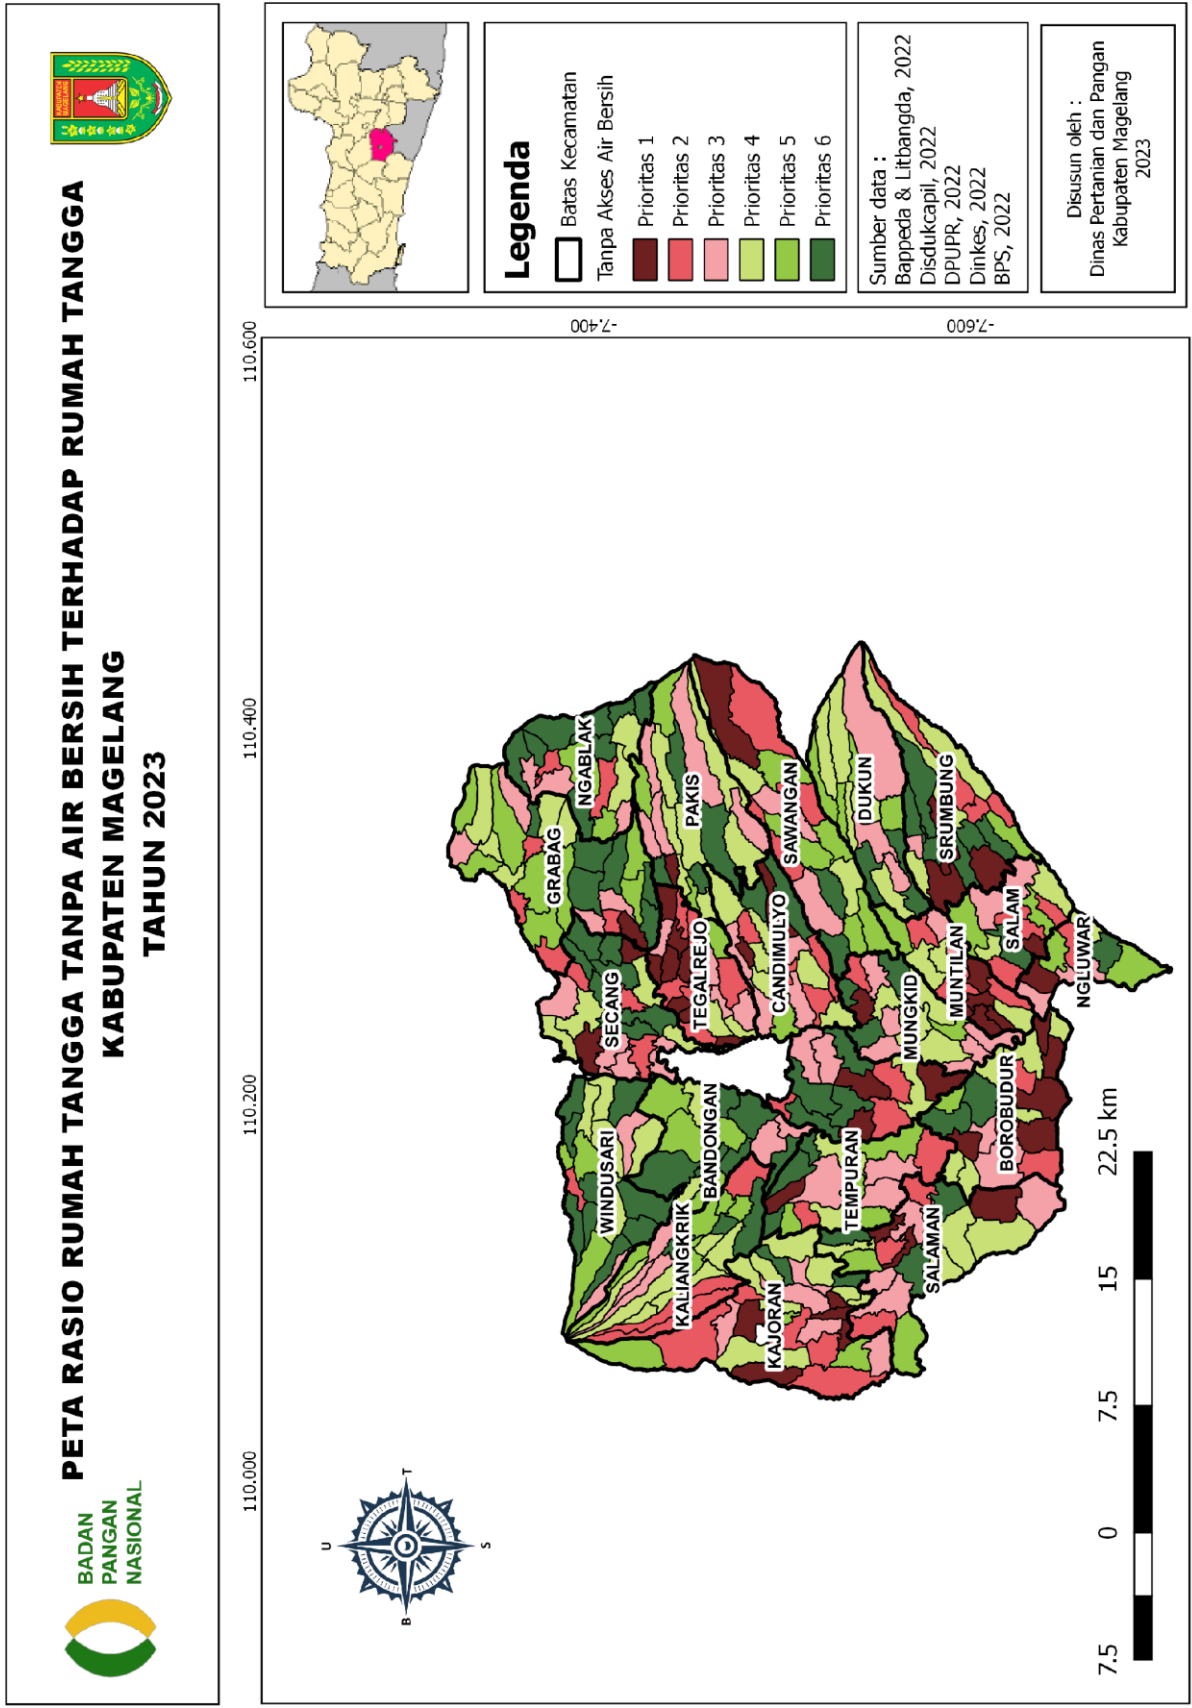 BADAN
PANGAN
NASIONAL
PETA RASIO RUMAH TANGGA TANPA AIR BERSIH TERHADAP RUMAH TANGGA
KABUPATEN MAGELANG
TAHUN 2023
KABUPATEN
MAGELANG
110.000
110.200
110.400
110.600
-7.400
-7.600
U
B
T
S
GRABAG
NGABLAK
SECANG
WINDUSARI
PAKIS
TEGALREJO
BANDONGAN
KALIANGKRIK
SAWANGAN
CANDIMULYO
KAJORAN
DUKUN
TEMPURAN
MUNGKID
SRUMBUNG
MUNTILAN
SALAMAN
SALAM
BOROBUDUR
NGLUWAR
7.5
0
7.5
15
22.5 km
Legenda
Batas Kecamatan
Tanpa Akses Air Bersih
Prioritas 1
Prioritas 2
Prioritas 3
Prioritas 4
Prioritas 5
Prioritas 6
Sumber data :
Bappeda & Litbangda, 2022
Disdukcapil, 2022
DPUPR, 2022
Dinkes, 2022
BPS, 2022
Disusun oleh :
Dinas Pertanian dan Pangan
Kabupaten Magelang
2023